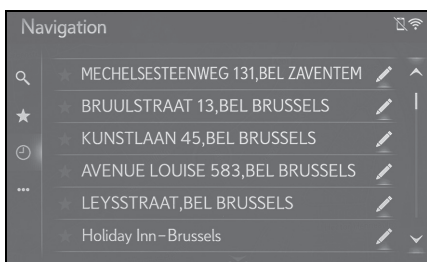 Navigation
MECHELSESTEENWEG 131,BEL ZAVENTEM
BRUULSTRAAT 13,BEL BRUSSELS
KUNSTLAAN 45,BEL BRUSSELS
AVENUE LOUISE 583,BEL BRUSSELS
LEYSSTRAAT,BEL BRUSSELS
Holiday Inn-Brussels